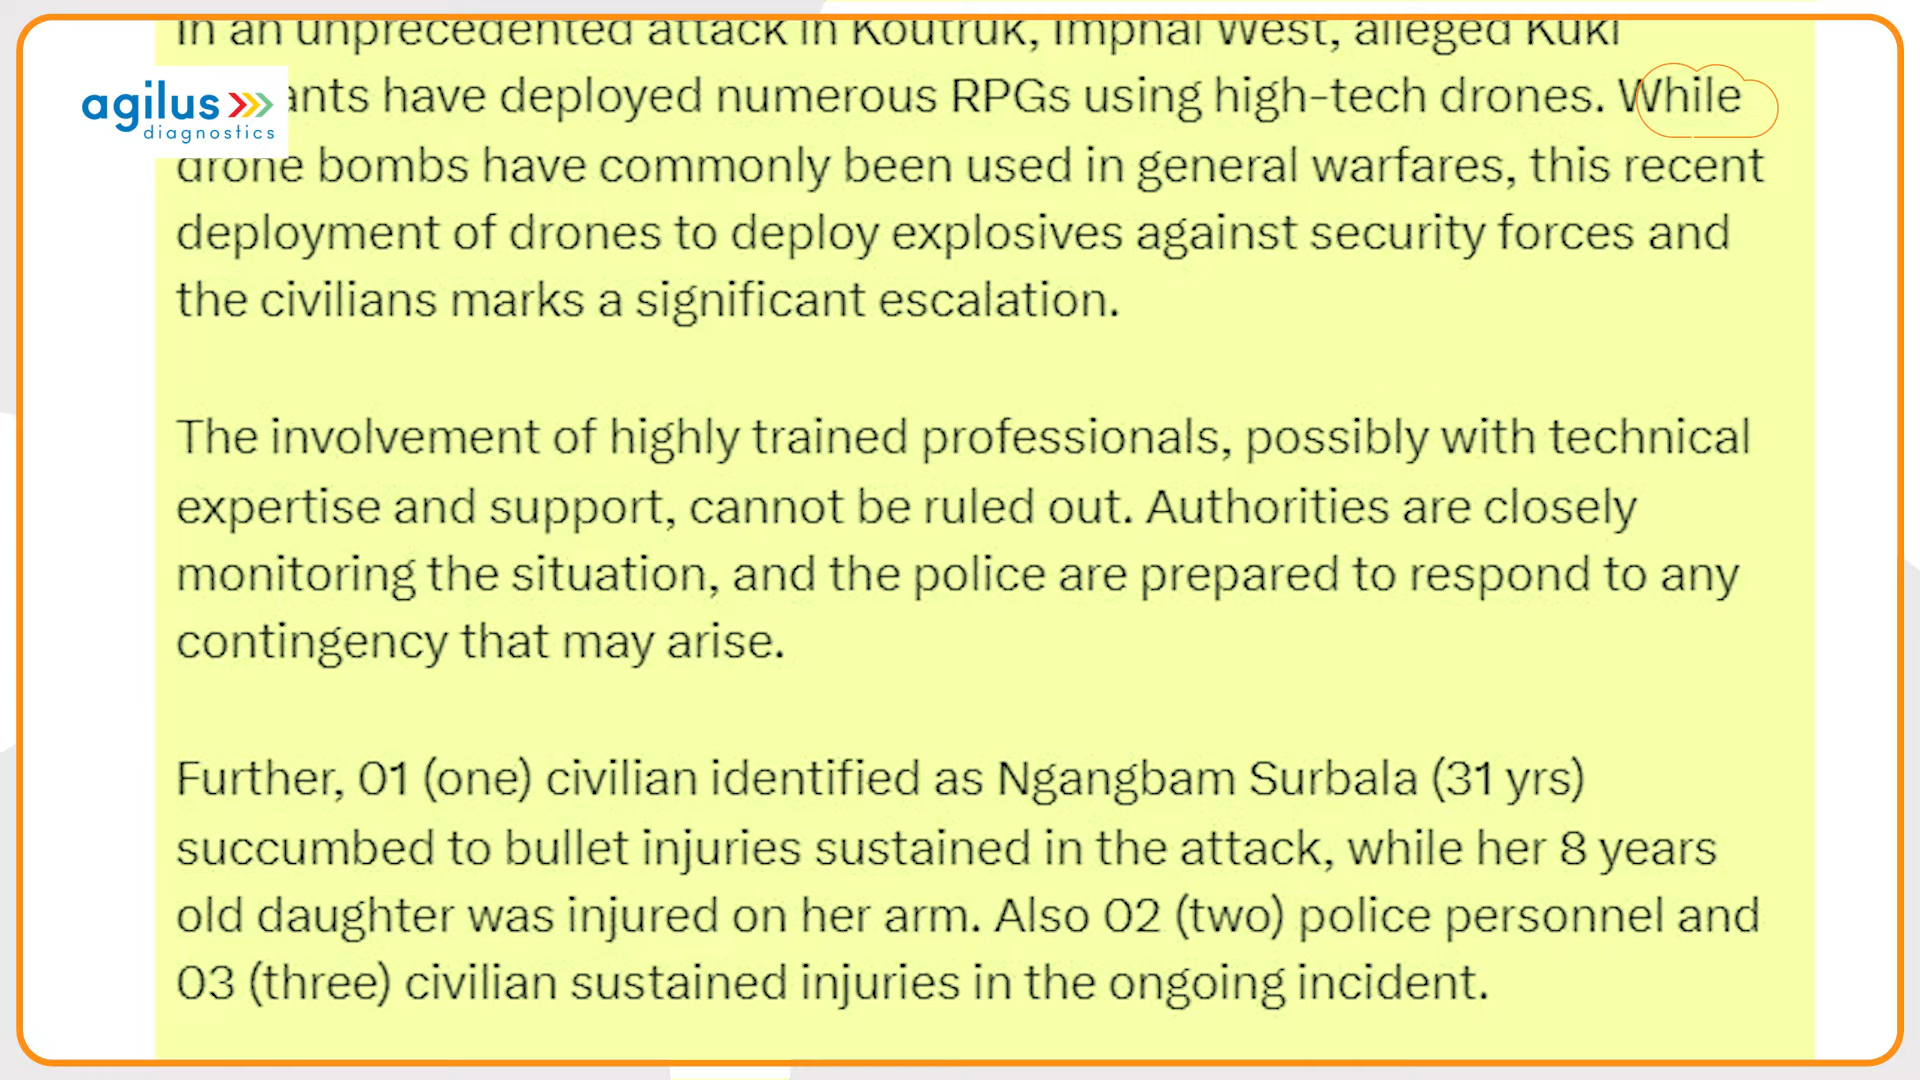 In an unprecedented attack in Koutruk, Imphal West, alleged Kuki
agilus
diagnostics
ants have deployed numerous RPGs using high-tech drones. While
drone bombs have commonly been used in general warfares, this recent
deployment of drones to deploy explosives against security forces and
the civilians marks a significant escalation.
The involvement of highly trained professionals, possibly with technical
expertise and support, cannot be ruled out. Authorities are closely
monitoring the situation, and the police are prepared to respond to any
contingency that may arise.
Further, 01 (one) civilian identified as Ngangbam Surbala (31 yrs)
succumbed to bullet injuries sustained in the attack, while her 8 years
old daughter was injured on her arm. Also 02 (two) police personnel and
03 (three) civilian sustained injuries in the ongoing incident.